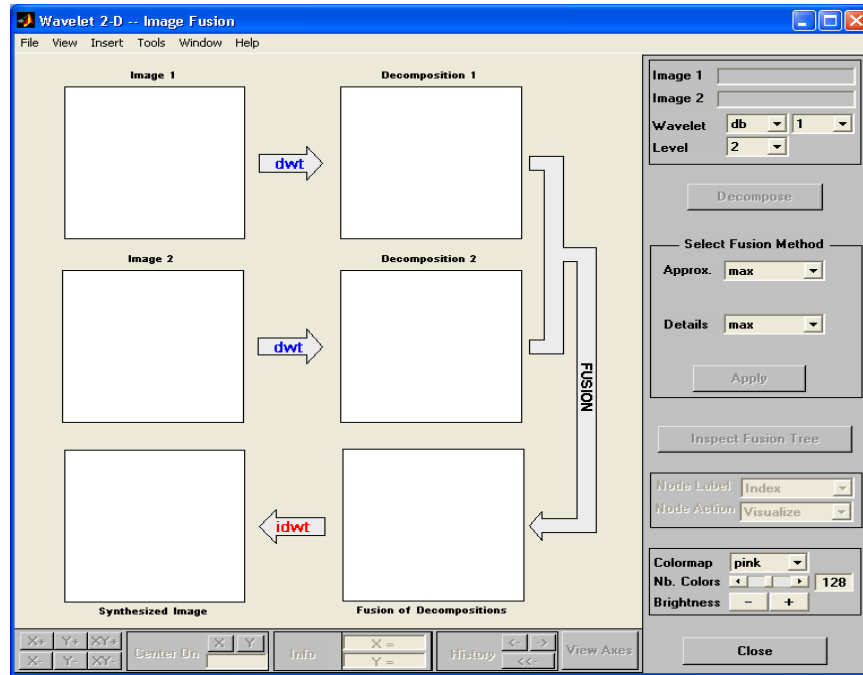 Wavelet 2-D -- Image Fusion
File View Insert Tools Window Help
Image 1
Decomposition 1
dwt
Image 2
Decomposition 2
dwt
FUSION
idwt
Synthesized Image
Fusion of Decompositions
Image 1
Image 2
Wavelet db 1
Level 2
Decompose
Select Fusion Method
Approx. max
Details max
Apply
Inspect Fusion Tree
Node Label Index
Node Action Visualize
Colormap pink
Nb. Colors 128
Brightness - +
Close
X+ Y+ XY+
X- Y- XY-
Center On X Y
Info
X =
Y =
History <- ->
<<-
View Axes